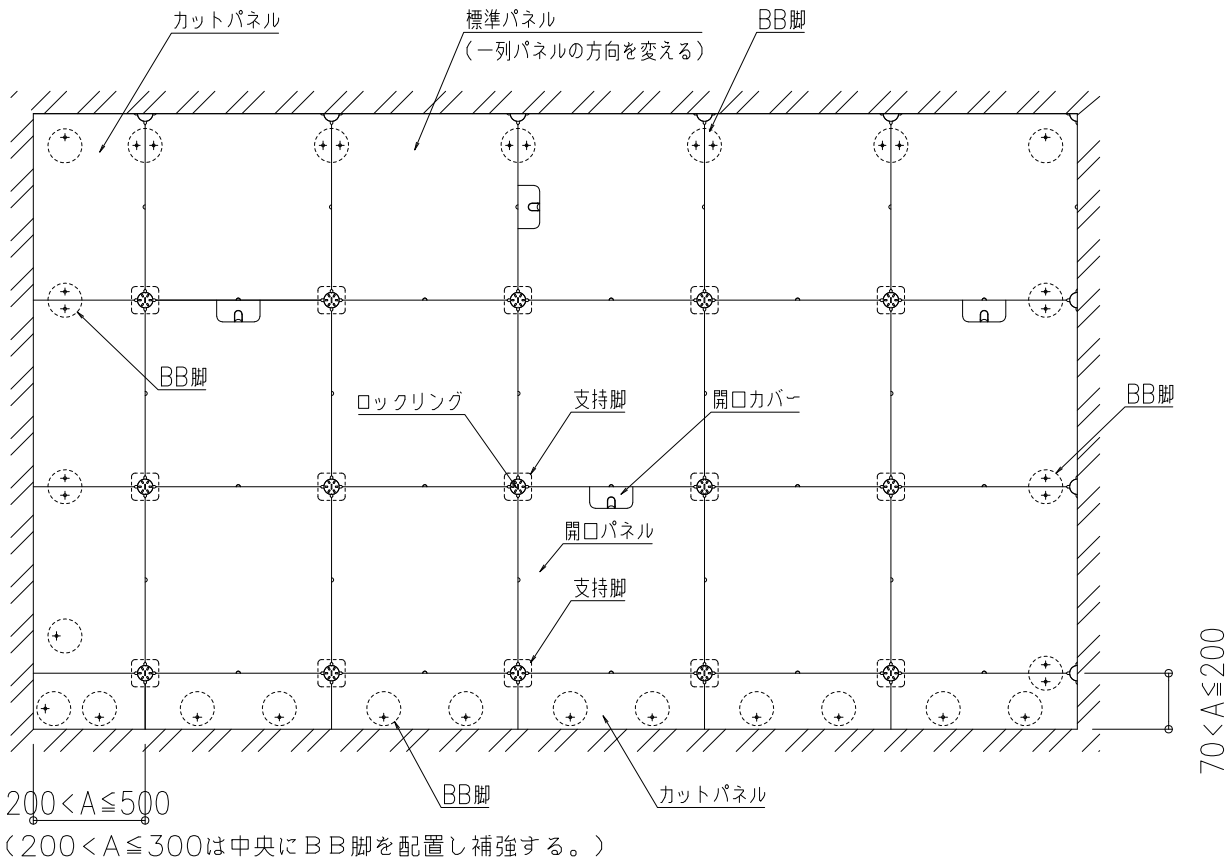 カットパネル
標準パネル
(一列パネルの方向を変える)
BB脚
BB脚
ロックリング
支持脚
開口カバー
BB脚
開口パネル
支持脚
70<A≦200
200<A≦500
BB脚
カットパネル
(200<A≦300は中央にBB脚を配置し補強する。)